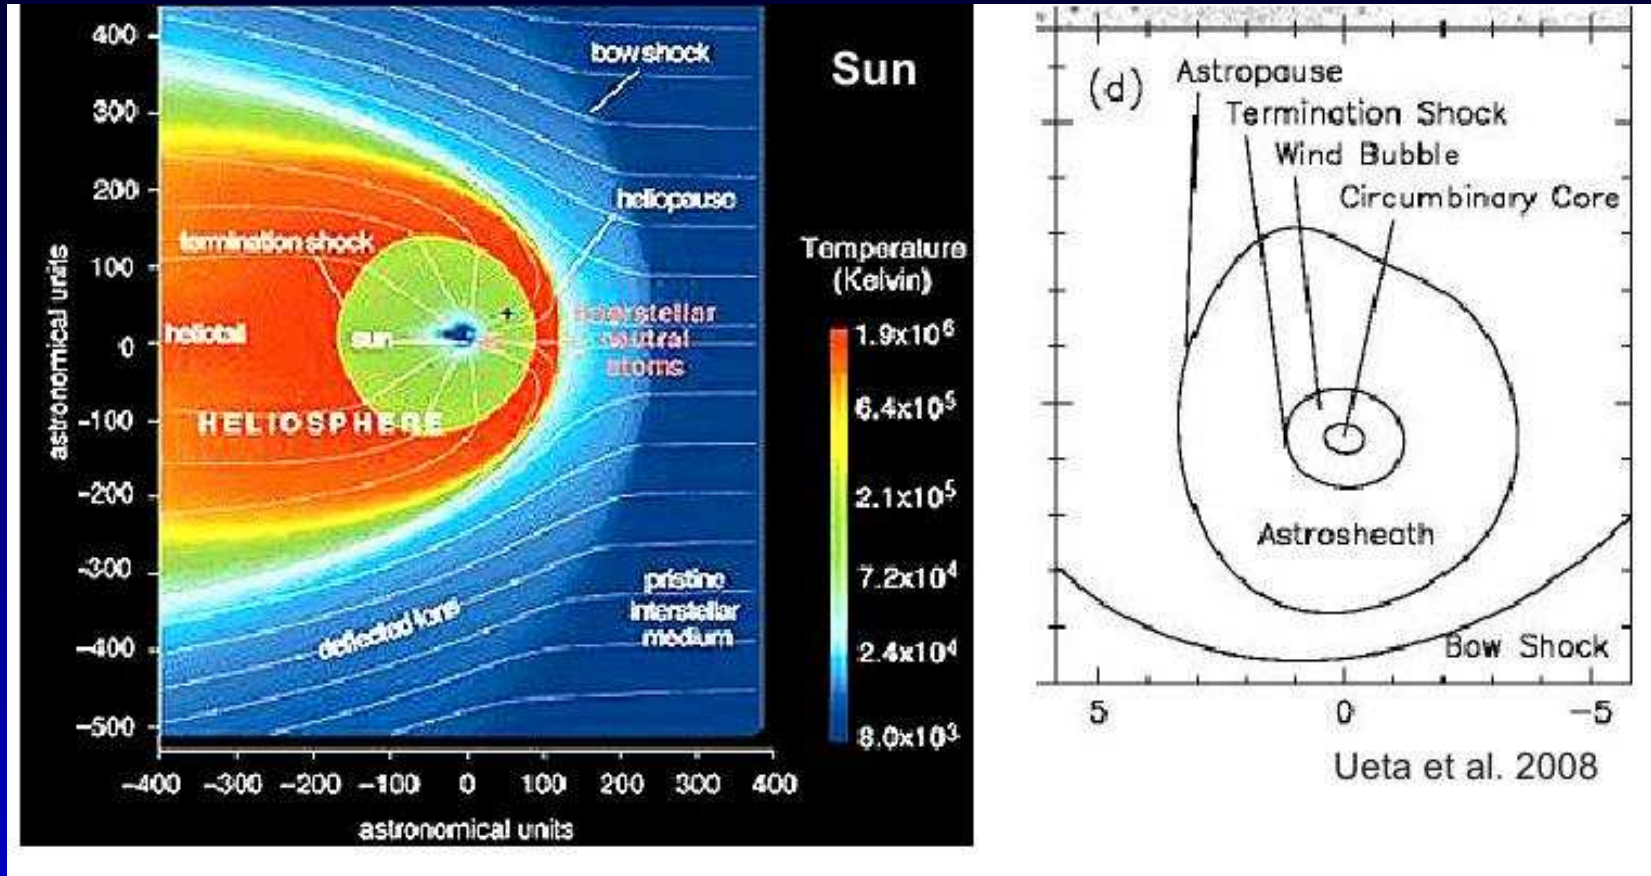 400
300
200
100
0
-100
-200
-300
-400
-500
astronomical units
-400 -300 -200 -100 0 100 200 300 400
astronomical units
bow shock
heliopause
termination shock
interstellar
neutral
atoms
heliotail
sun
+
HELIOSPHERE
deflected ions
pristine
interstellar
medium
Sun
Temperature
(Kelvin)
1.9x10⁶
6.4x10⁵
2.1x10⁵
7.2x10⁴
2.4x10⁴
8.0x10³
(d)
Astropause
Termination Shock
Wind Bubble
Circumbinary Core
Astrosheath
Bow Shock
5 0 -5
Ueta et al. 2008